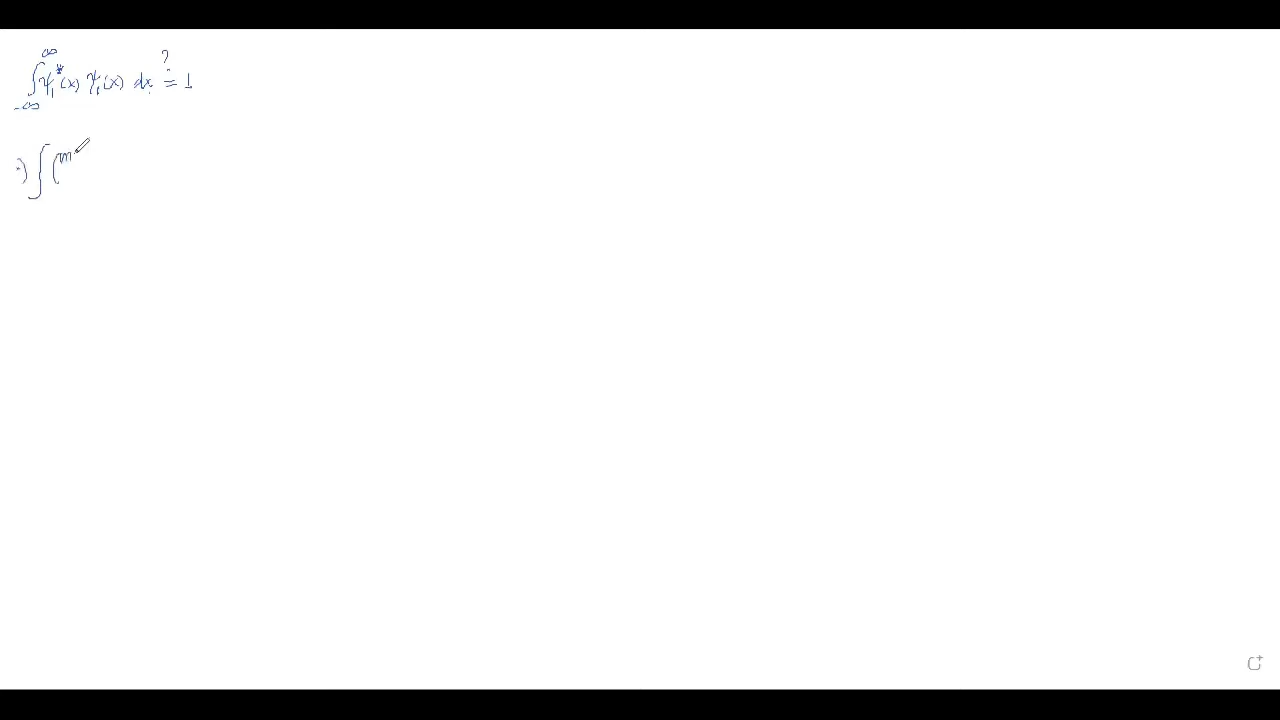 ∫_{-∞}^{∞} ψ₁*(x) ψ₁(x) dx ≟ 1
:) ∫ (m